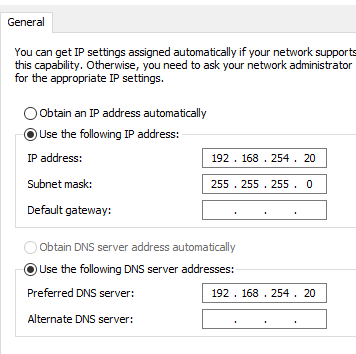 General
You can get IP settings assigned automatically if your network supports
this capability. Otherwise, you need to ask your network administrator
for the appropriate IP settings.
Obtain an IP address automatically
Use the following IP address:
IP address: 192 . 168 . 254 . 20
Subnet mask: 255 . 255 . 255 . 0
Default gateway: . . .
Obtain DNS server address automatically
Use the following DNS server addresses:
Preferred DNS server: 192 . 168 . 254 . 20
Alternate DNS server: . . .